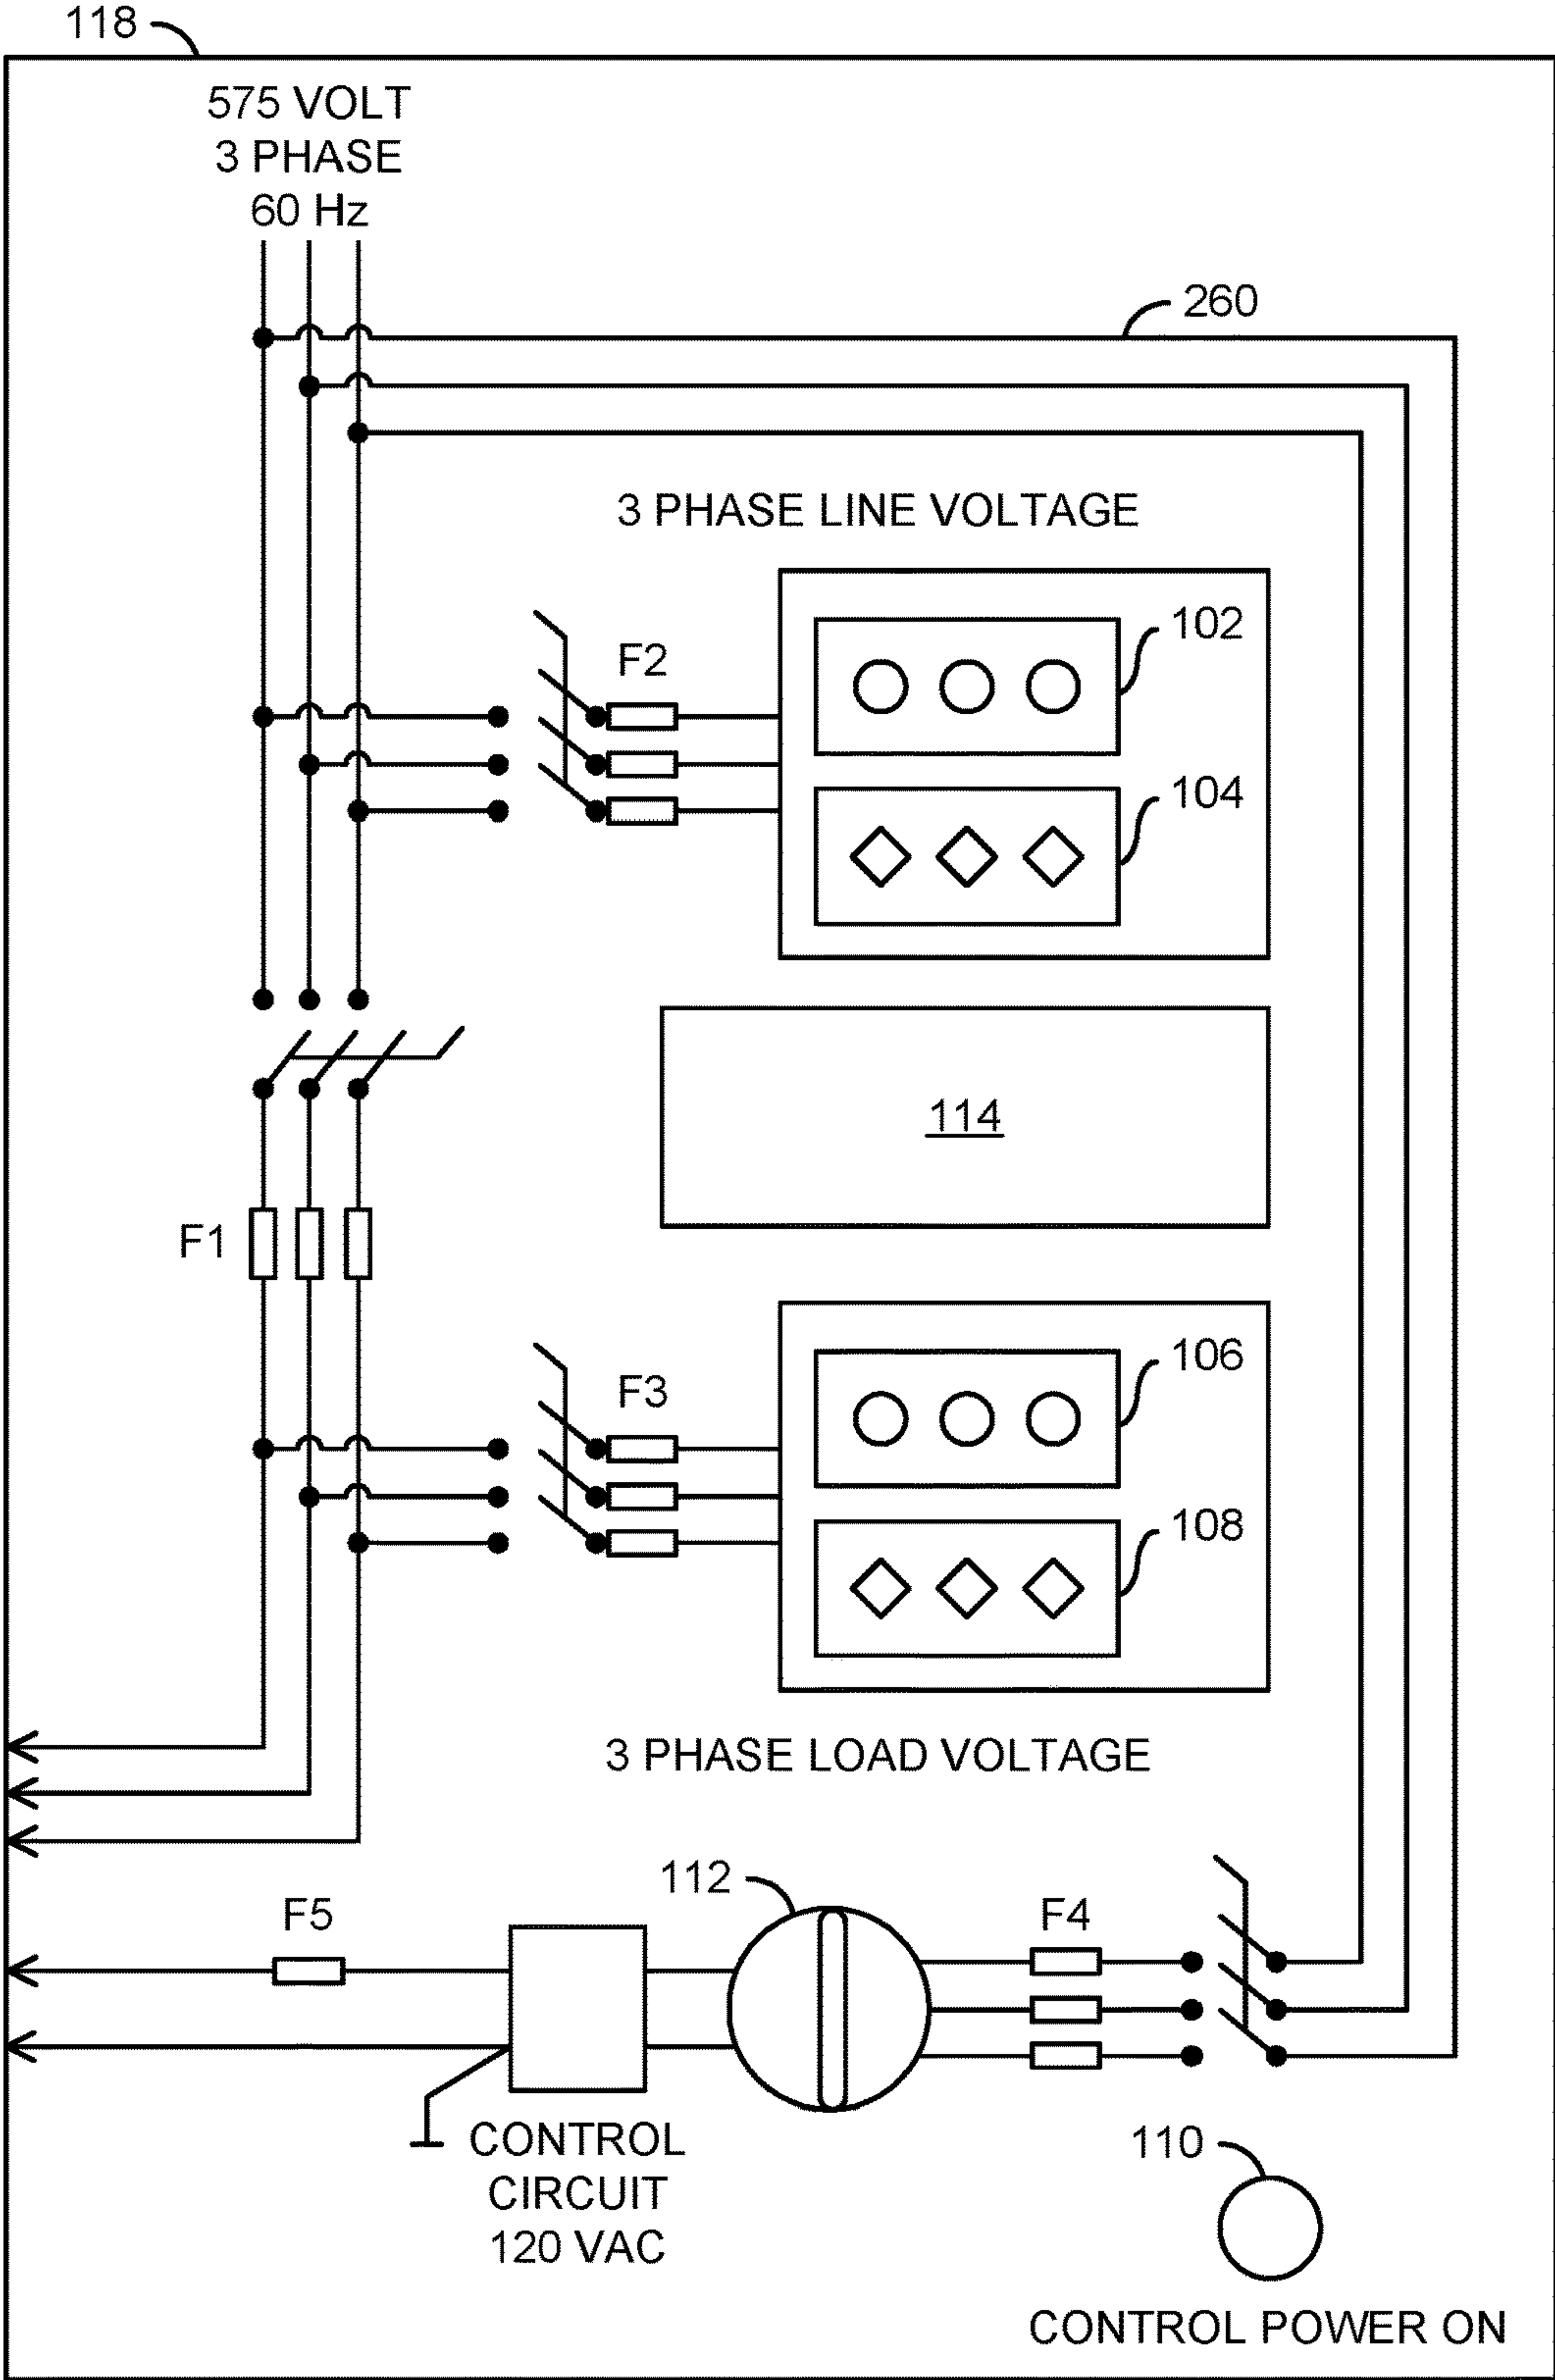 118
575 VOLT
3 PHASE
60 Hz
260
3 PHASE LINE VOLTAGE
102
F2
104
114
F1
106
F3
108
3 PHASE LOAD VOLTAGE
112
F5
F4
CONTROL
CIRCUIT
120 VAC
110
CONTROL POWER ON